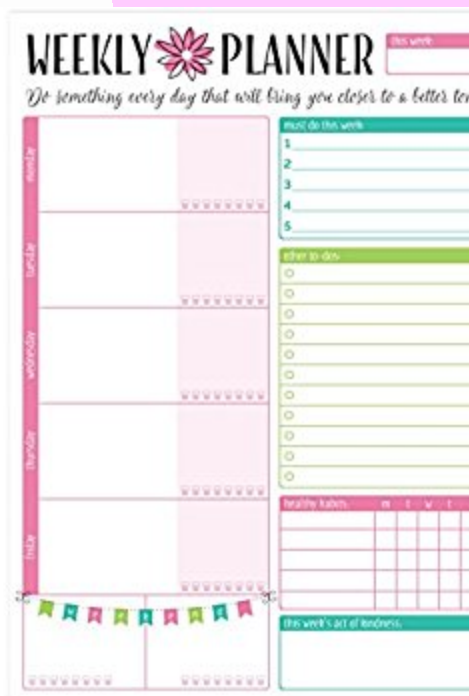 WEEKLY PLANNER
this week
Do something every day that will bring you closer to a better
must do this week
monday
1
2
3
4
5
tuesday
other to-dos
wednesday
thursday
friday
healthy habits
m t w t
WEEKEND
this week's act of kindness